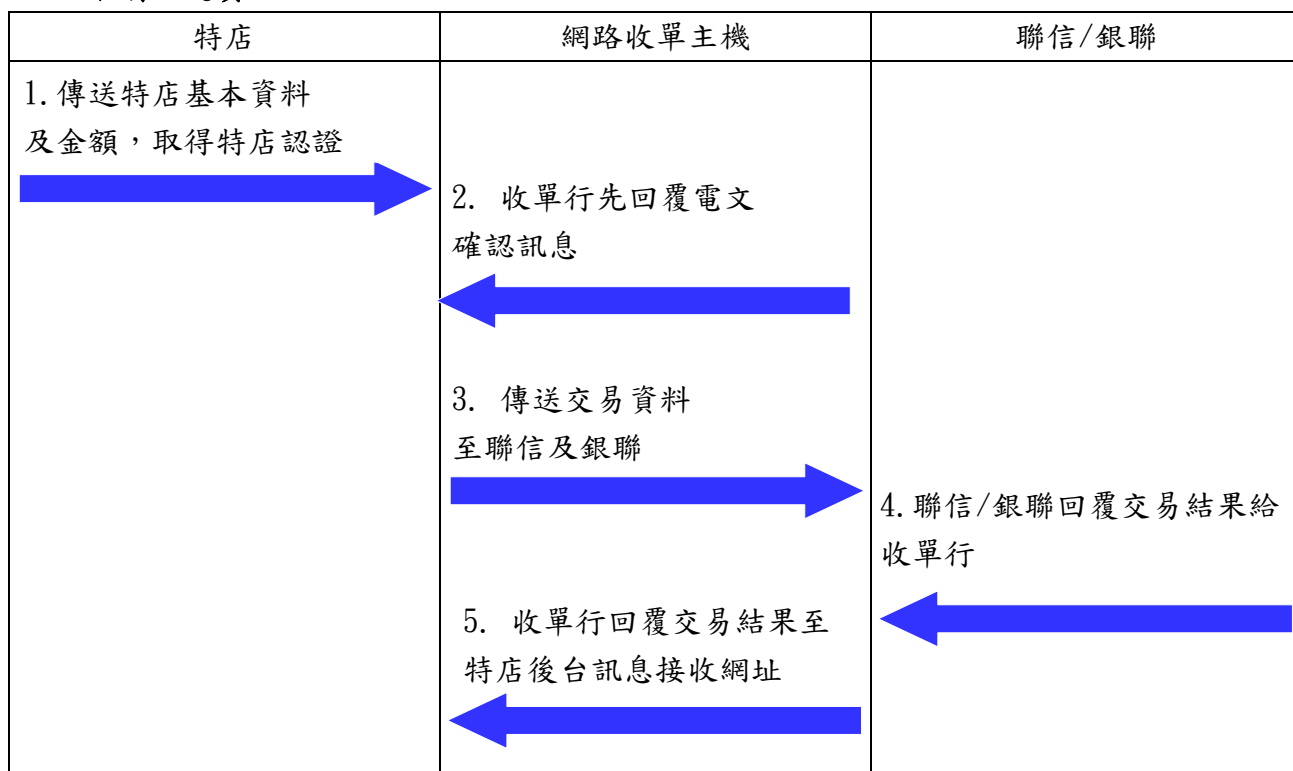 特店
網路收單主機
聯信/銀聯
1.傳送特店基本資料
及金額，取得特店認證
2. 收單行先回覆電文
確認訊息
3. 傳送交易資料
至聯信及銀聯
4.聯信/銀聯回覆交易結果給
收單行
5. 收單行回覆交易結果至
特店後台訊息接收網址